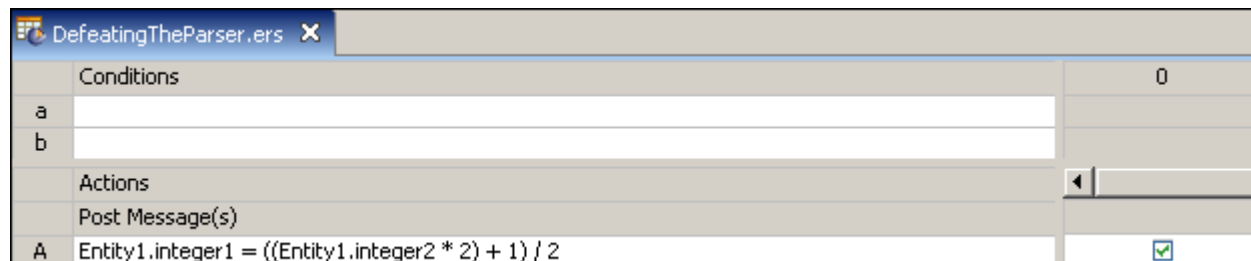 DefeatingTheParser.ers
Conditions 0
a
b
Actions
Post Message(s)
A Entity1.integer1 = ((Entity1.integer2 * 2) + 1) / 2